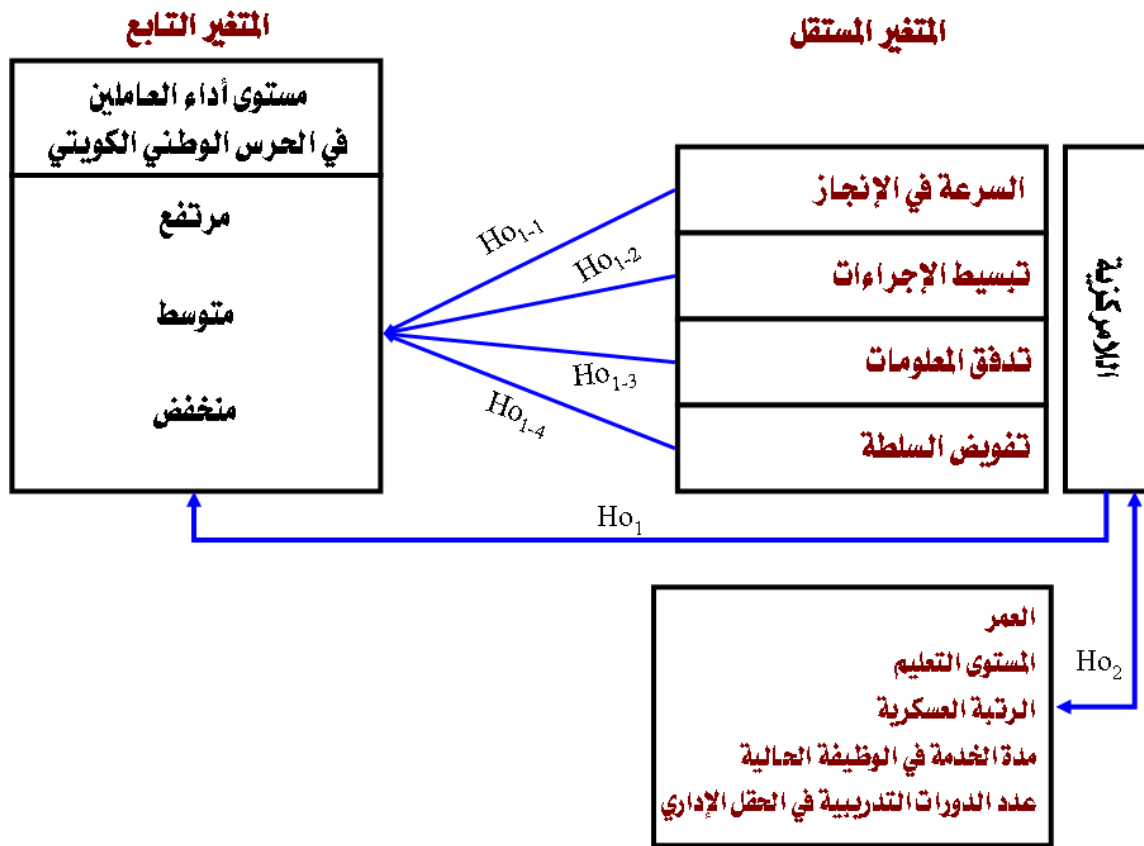 المتغير المستقل
المتغير التابع
اللامركزية
السرعة في الإنجاز
تبسيط الإجراءات
تدفق المعلومات
تفويض السلطة
Ho1-1
Ho1-2
Ho1-3
Ho1-4
مستوى أداء العاملين
في الحرس الوطني الكويتي
مرتفع
متوسط
منخفض
Ho1
Ho2
العمر
المستوى التعليم
الرتبة العسكرية
مدة الخدمة في الوظيفة الحالية
عدد الدورات التدريبية في الحقل الإداري